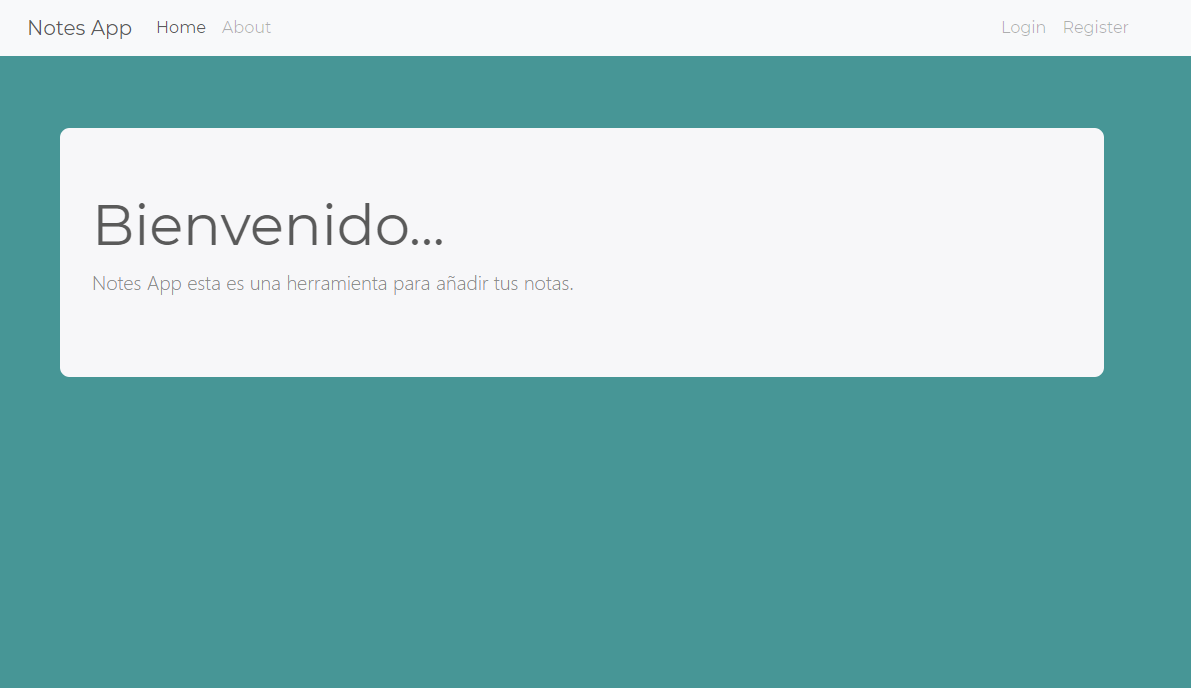 Notes App Home About Login Register
Bienvenido...
Notes App esta es una herramienta para añadir tus notas.